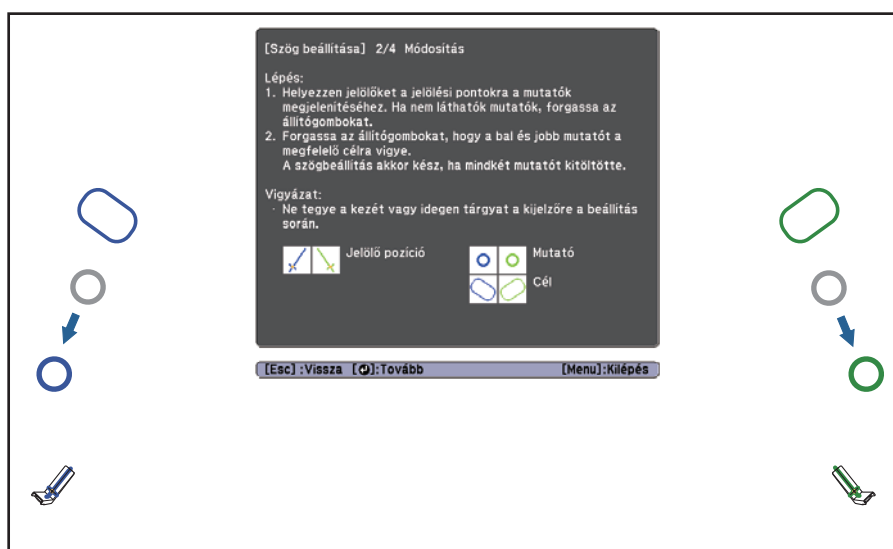 [Szög beállítása] 2/4 Módosítás
Lépés:
1. Helyezzen jelölőket a jelölési pontokra a mutatók
megjelenítéséhez. Ha nem láthatók mutatók, forgassa az
állítógombokat.
2. Forgassa az állítógombokat, hogy a bal és jobb mutatót a
megfelelő célra vigye.
A szögbeállítás akkor kész, ha mindkét mutatót kitöltötte.
Vigyázat:
· Ne tegye a kezét vagy idegen tárgyat a kijelzőre a beállítás
során.
Jelölő pozíció
Mutató
Cél
[Esc] :Vissza [⏎]:Tovább [Menu]:Kilépés